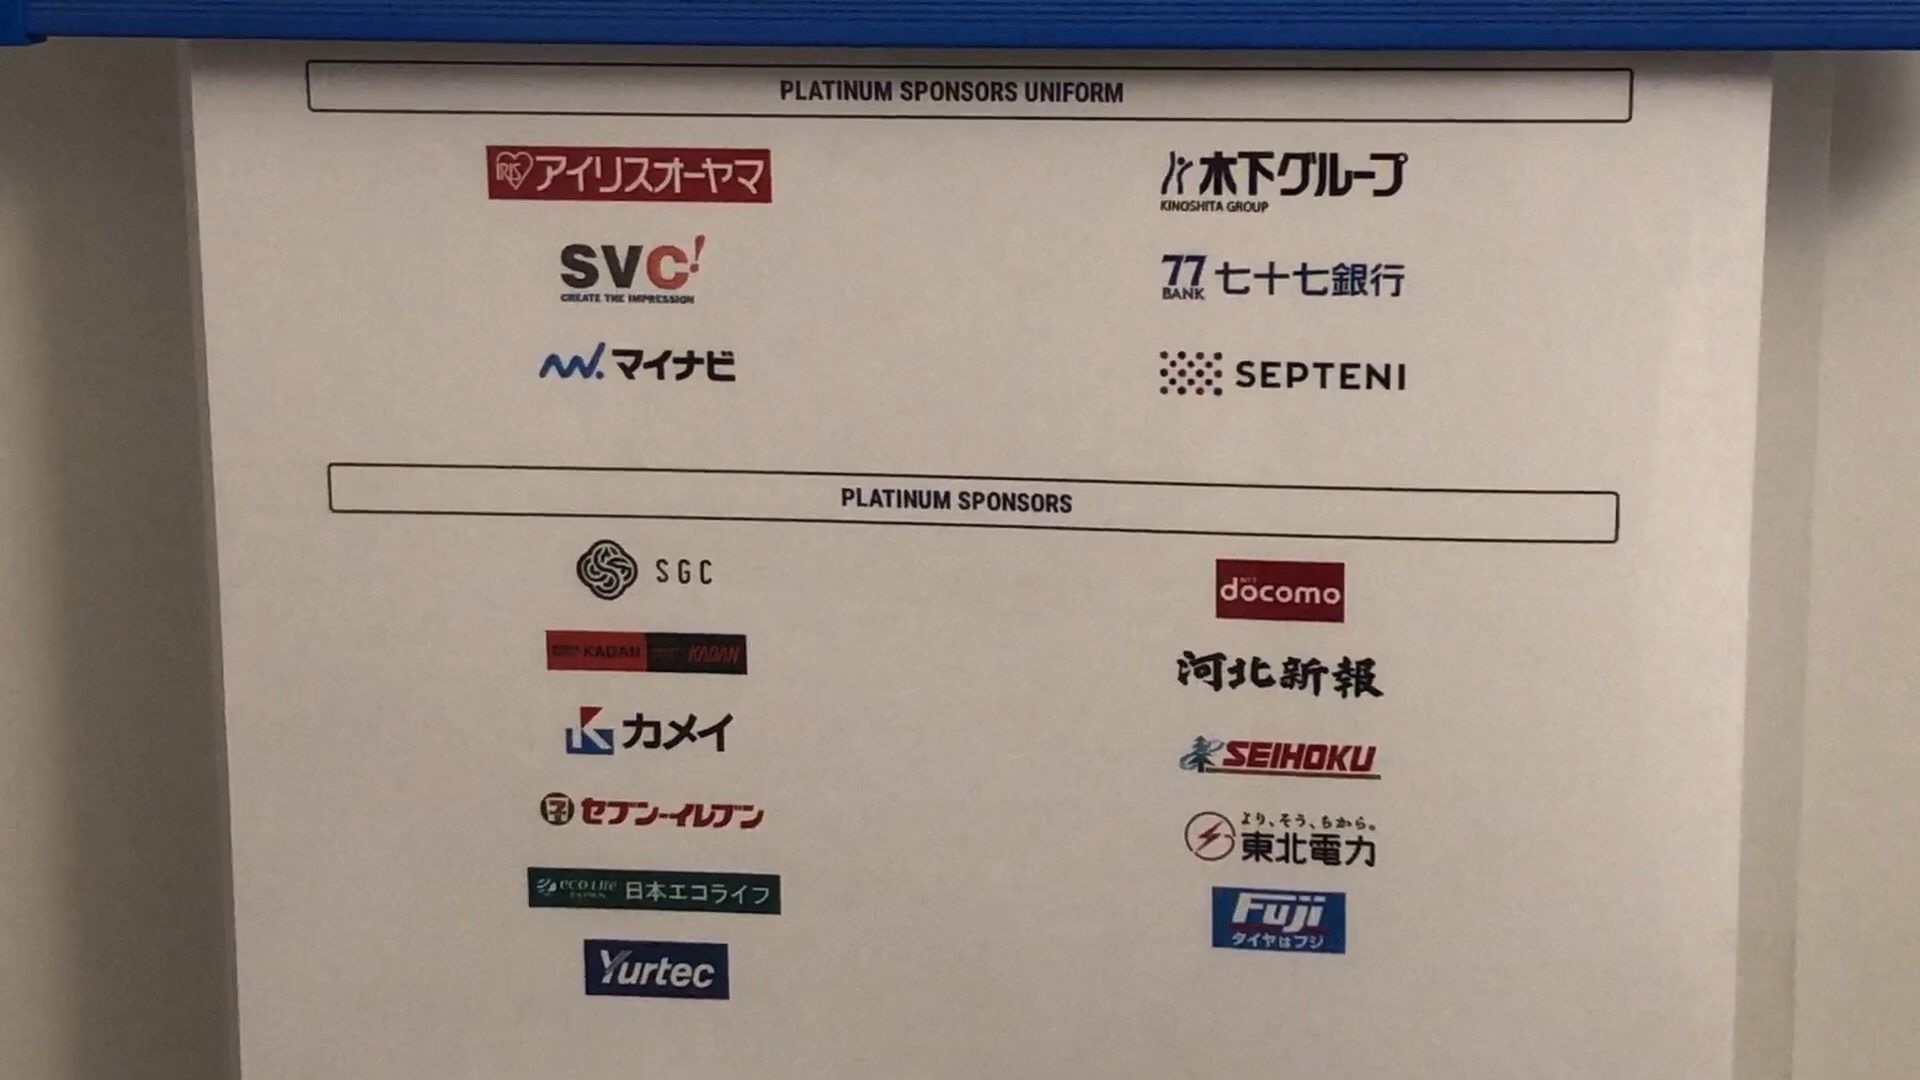 PLATINUM SPONSORS UNIFORM
IRIS アイリスオーヤマ
木下グループ
KINOSHITA GROUP
SVC!
CREATE THE IMPRESSION
77 BANK 七十七銀行
マイナビ
SEPTENI
PLATINUM SPONSORS
SGC
docomo
KADAN KADAN
河北新報
カメイ
SEIHOKU
セブン-イレブン
より、そう、ちから。
東北電力
eco Life 日本エコライフ
Fuji
タイヤはフジ
Yurtec